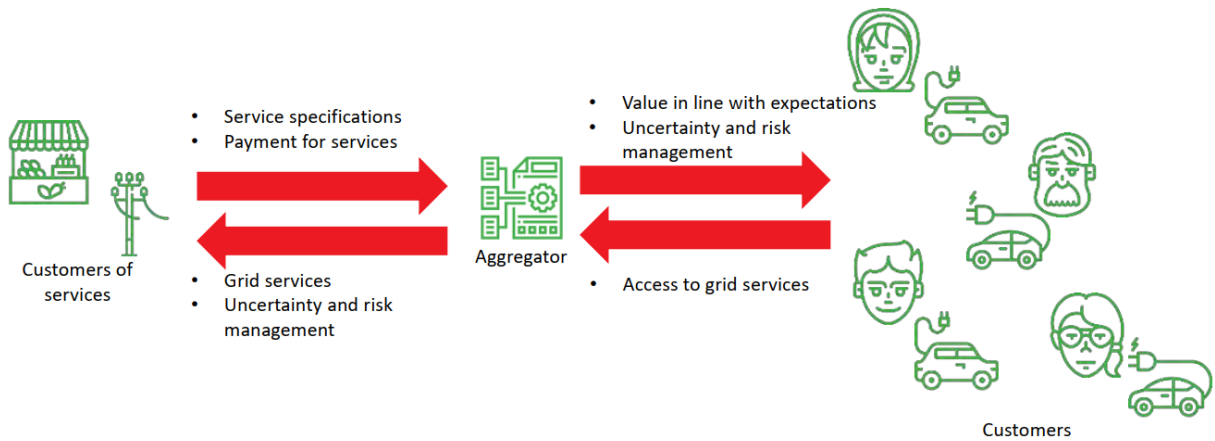 • Service specifications
• Payment for services
• Value in line with expectations
• Uncertainty and risk
management
Customers of
services
Aggregator
• Grid services
• Uncertainty and risk
management
• Access to grid services
Customers